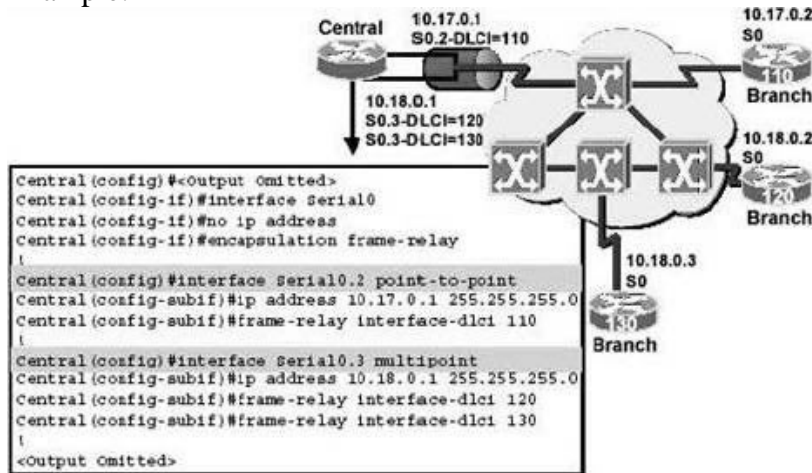 10.17.0.1
S0.2-DLCI=110
Central
10.17.0.2
S0
110
Branch
10.18.0.1
S0.3-DLCI=120
S0.3-DLCI=130
10.18.0.2
S0
120
Branch
10.18.0.3
S0
130
Branch
Central(config)#<Output Omitted>
Central(config-if)#interface Serial0
Central(config-if)#no ip address
Central(config-if)#encapsulation frame-relay
!
Central(config)#interface Serial0.2 point-to-point
Central(config-subif)#ip address 10.17.0.1 255.255.255.0
Central(config-subif)#frame-relay interface-dlci 110
!
Central(config)#interface Serial0.3 multipoint
Central(config-subif)#ip address 10.18.0.1 255.255.255.0
Central(config-subif)#frame-relay interface-dlci 120
Central(config-subif)#frame-relay interface-dlci 130
!
<Output Omitted>